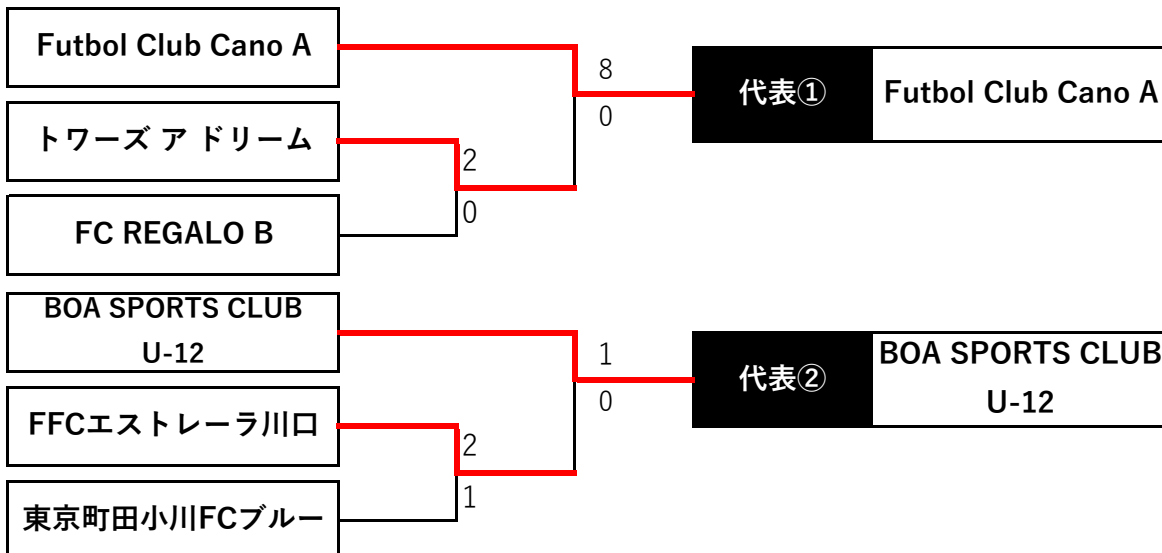 Futbol Club Cano A
トワーズ ア ドリーム
FC REGALO B
2
0
8
0
代表① Futbol Club Cano A
BOA SPORTS CLUB
U-12
FFCエストレーラ川口
東京町田小川FCブルー
2
1
1
0
代表② BOA SPORTS CLUB
U-12